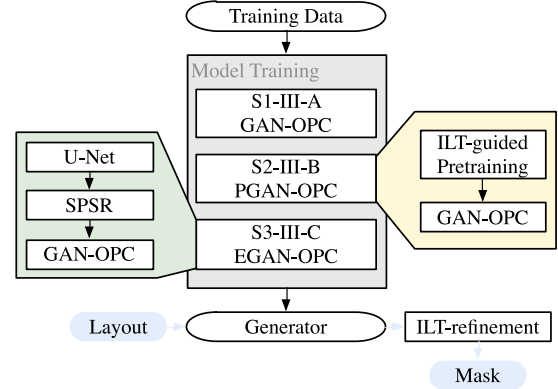 Training Data
Model Training
S1-III-A
GAN-OPC
S2-III-B
PGAN-OPC
S3-III-C
EGAN-OPC
U-Net
SPSR
GAN-OPC
ILT-guided
Pretraining
GAN-OPC
Layout
Generator
ILT-refinement
Mask